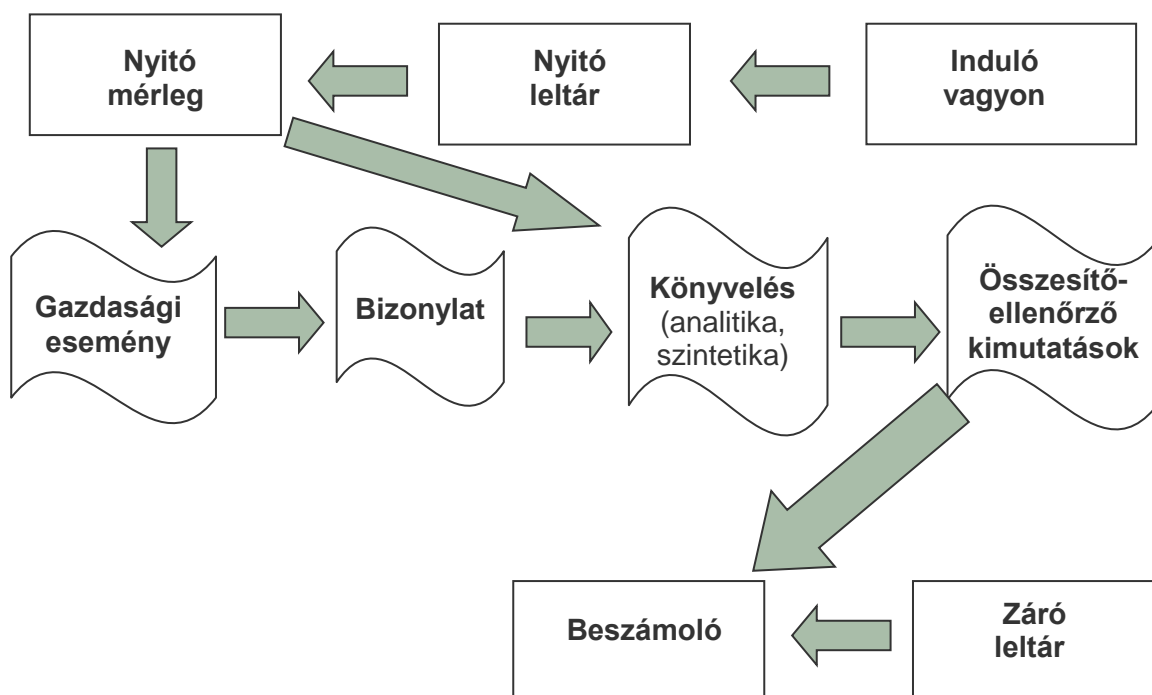 Nyitó
mérleg
Nyitó
leltár
Induló
vagyon
Gazdasági
esemény
Bizonylat
Könyvelés
(analitika,
szintetika)
Összesítő-
ellenőrző
kimutatások
Beszámoló
Záró
leltár